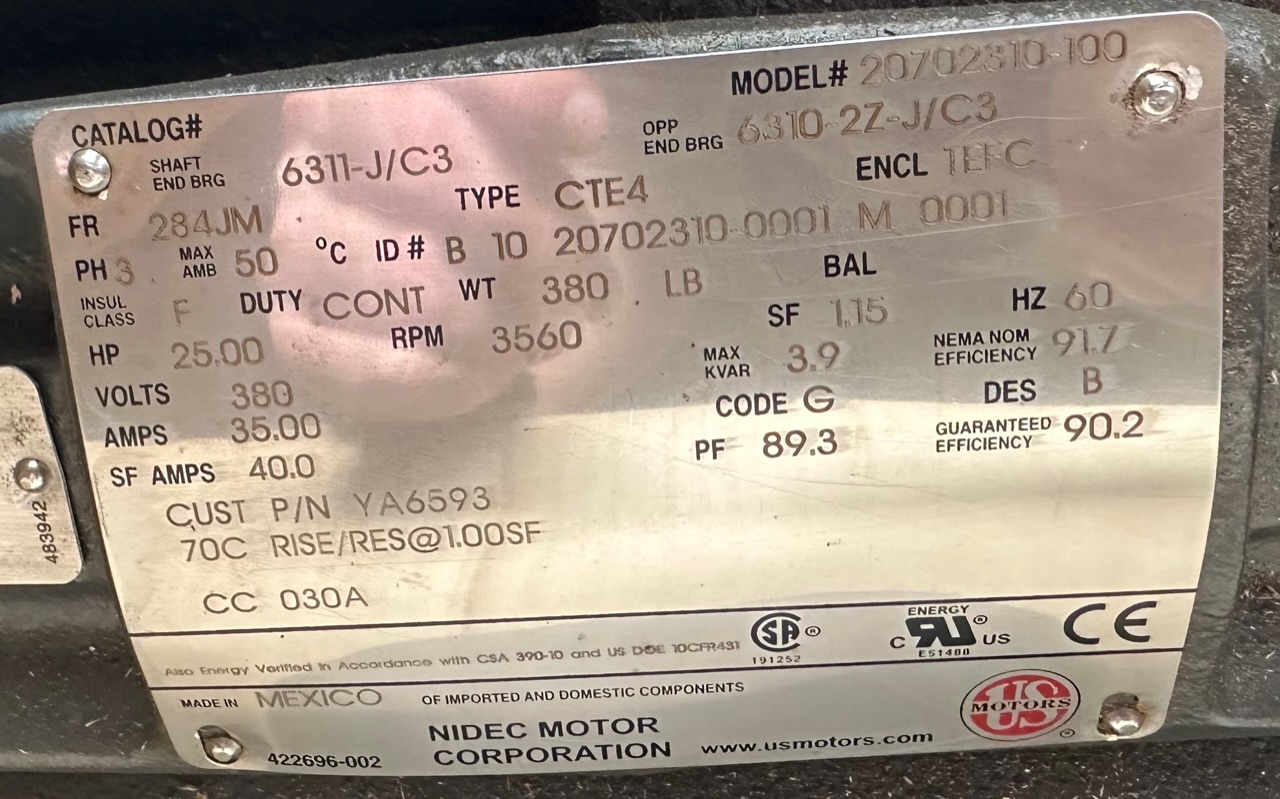 MODEL# 20702310-100
CATALOG#
SHAFT END BRG 6311-J/C3 OPP END BRG 6310-2Z-J/C3
FR 284JM TYPE CTE4 ENCL TEFC
PH 3 MAX AMB 50 °C ID# B 10 20702310-0001 M 0001
INSUL CLASS F DUTY CONT WT 380 LB BAL
HP 25.00 RPM 3560 SF 1.15 HZ 60
VOLTS 380 MAX KVAR 3.9 NEMA NOM EFFICIENCY 91.7
AMPS 35.00 CODE G DES B
SF AMPS 40.0 PF 89.3 GUARANTEED EFFICIENCY 90.2
CUST P/N YA6593
70C RISE/RES@1.00SF
CC 030A
Also Energy Verified In Accordance with CSA 390-10 and US DOE 10CFR431
SA ®
191252
ENERGY
C RU ® US
E51488
CE
MADE IN MEXICO OF IMPORTED AND DOMESTIC COMPONENTS
NIDEC MOTOR
CORPORATION www.usmotors.com
422696-002
US
MOTORS ®
483942